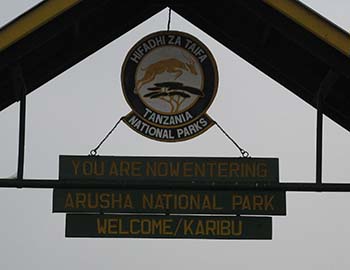 HIFADHI ZA TAIFA
TANZANIA
NATIONAL PARKS
YOU ARE NOW ENTERING
ARUSHA NATIONAL PARK
WELCOME/KARIBU